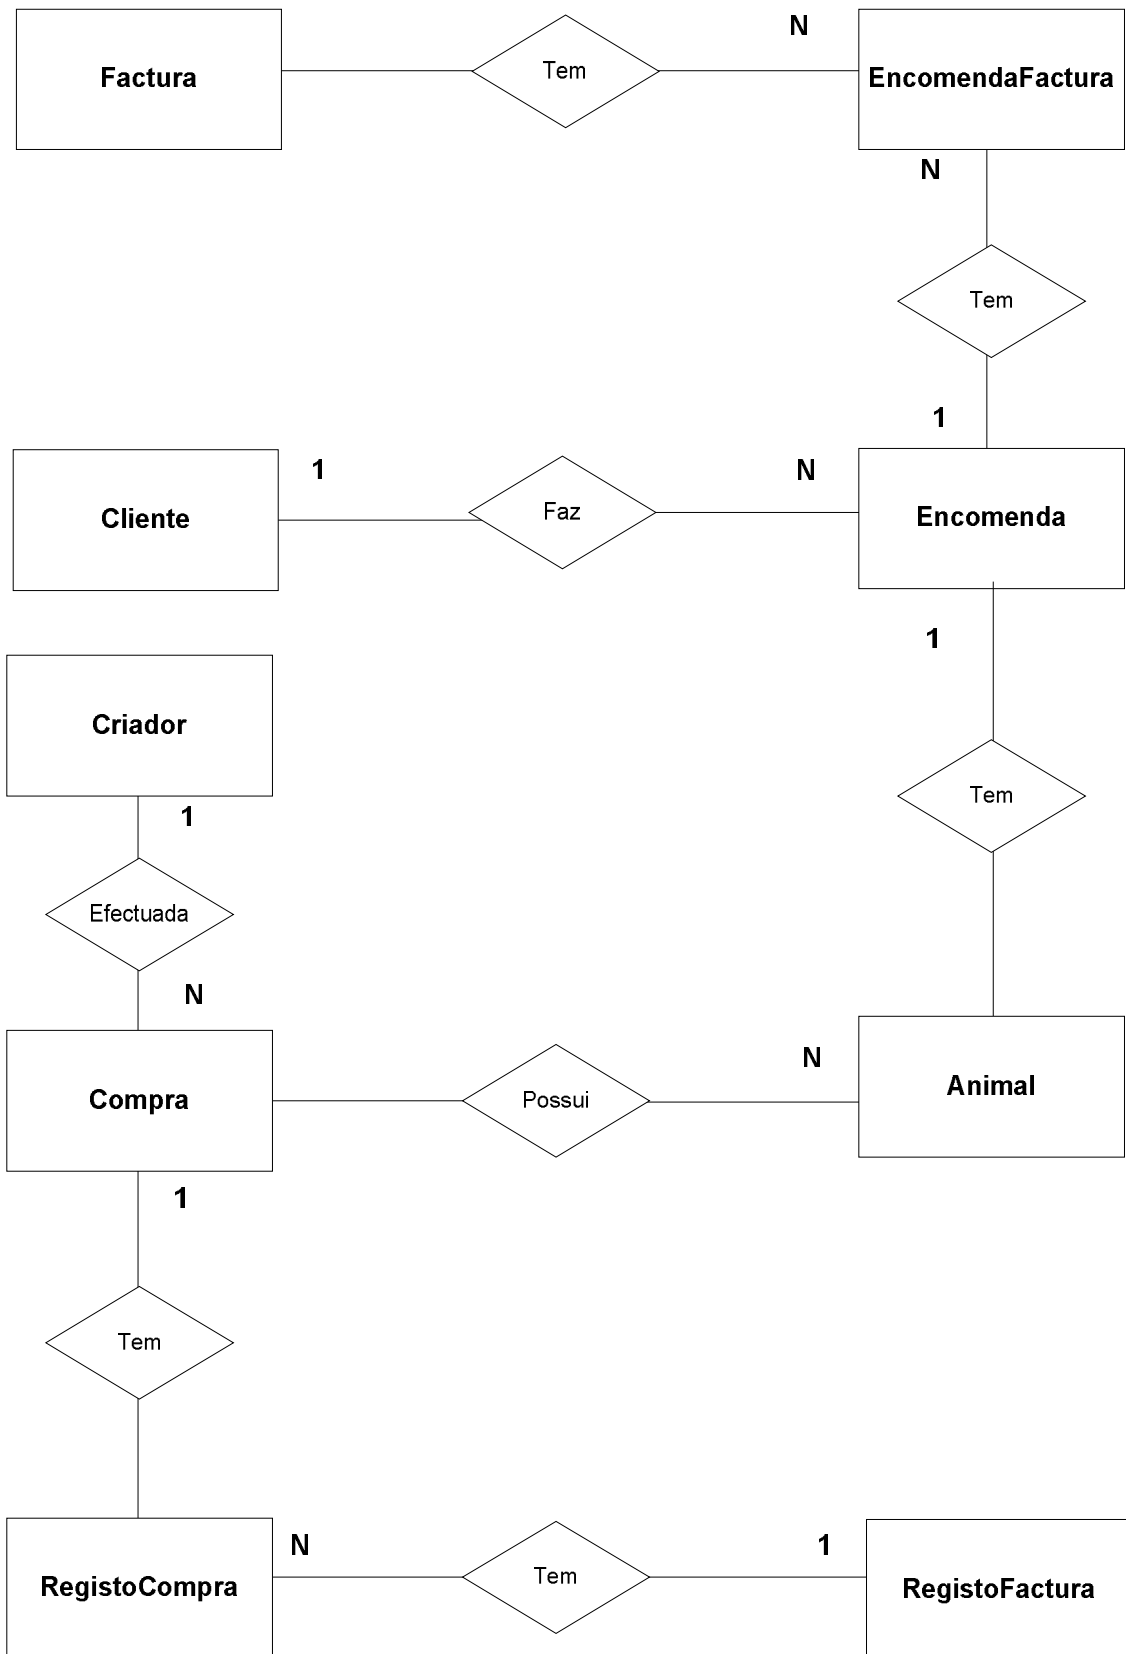 N
Factura
Tem
EncomendaFactura
N
Tem
1
Cliente
1
Faz
N
Encomenda
1
Criador
1
Tem
Efectuada
N
Compra
Possui
N
Animal
1
Tem
RegistoCompra
N
Tem
1
RegistoFactura